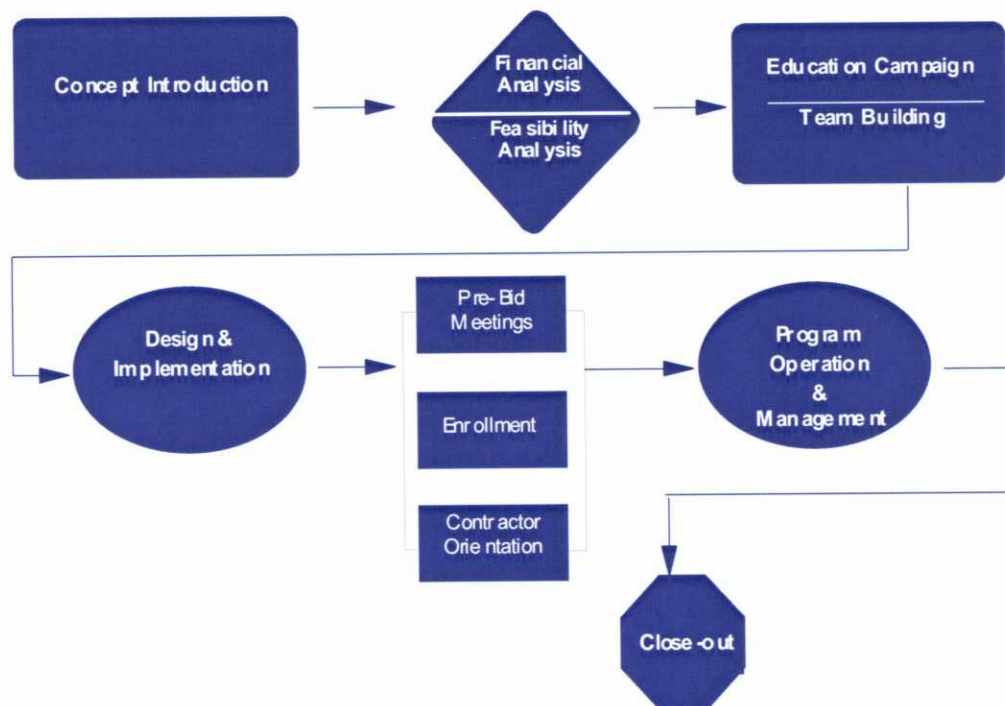 Concept Introduction
Financial
Analysis
Feasibility
Analysis
Education Campaign
Team Building
Design &
Implementation
Pre-Bid
Meetings
Enrollment
Contractor
Orientation
Program
Operation
&
Management
Close-out